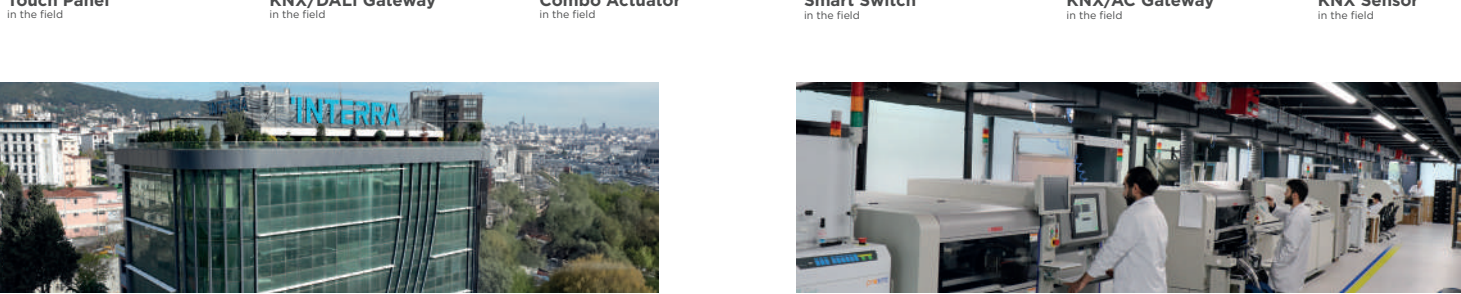 Touch Panel
in the field
KNX/DALI Gateway
in the field
Combo Actuator
in the field
Smart Switch
in the field
KNX/AC Gateway
in the field
KNX Sensor
in the field
INTERRA